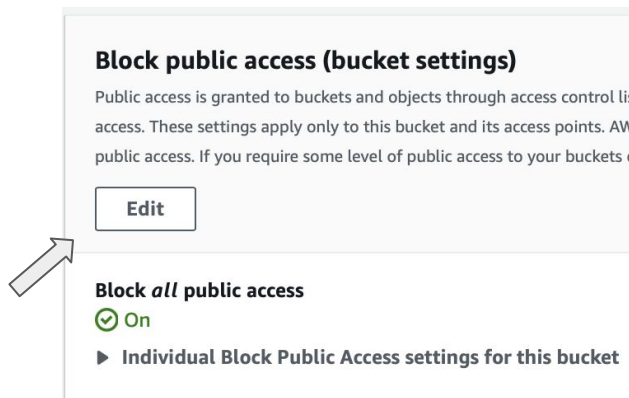 Block public access (bucket settings)
Public access is granted to buckets and objects through access control
access. These settings apply only to this bucket and its access points.
public access. If you require some level of public access to your buckets
Edit
Block all public access
On
Individual Block Public Access settings for this bucket